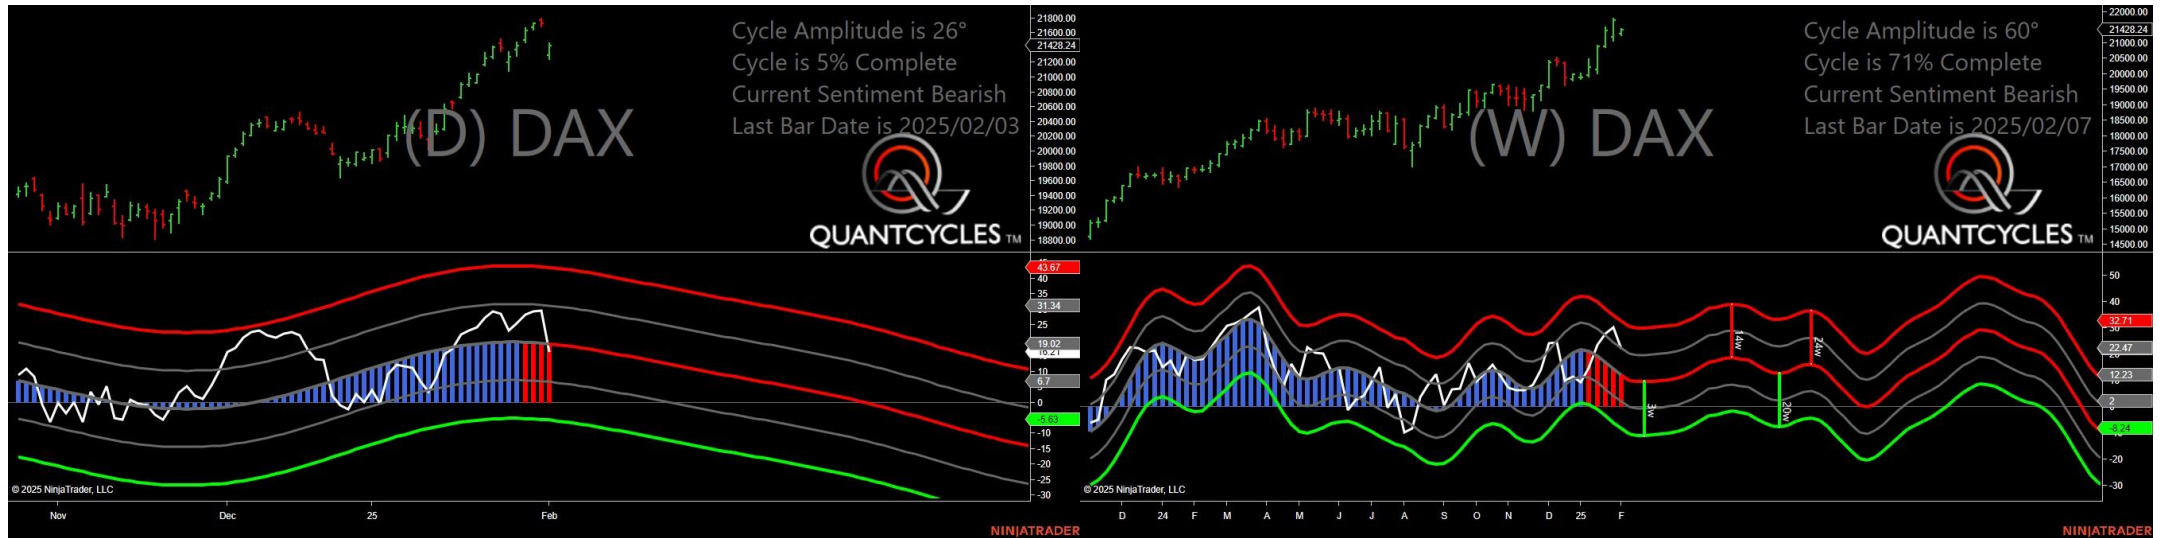 Cycle Amplitude is 26°
Cycle is 5% Complete
Current Sentiment Bearish
Last Bar Date is 2025/02/03
(D) DAX
QUANTCYCLES TM
21800.00
21600.00
21428.24
21200.00
21000.00
20800.00
20600.00
20400.00
20200.00
20000.00
19800.00
19600.00
19400.00
19200.00
19000.00
18800.00
43.67
40
35
31.34
25
19.02
16.21
10
6.7
0
-5.63
-10
-15
-20
-25
-30
© 2025 NinjaTrader, LLC
Nov Dec 25 Feb
NINJATRADER
Cycle Amplitude is 60°
Cycle is 71% Complete
Current Sentiment Bearish
Last Bar Date is 2025/02/07
(W) DAX
QUANTCYCLES TM
22000.00
21428.24
21000.00
20500.00
20000.00
19500.00
19000.00
18500.00
18000.00
17500.00
17000.00
16500.00
16000.00
15500.00
15000.00
14500.00
50
40
32.71
22.47
12.23
2
-8.24
-20
-30
3w
14w
20w
24w
© 2025 NinjaTrader, LLC
D 24 F M A M J J A S O N D 25 F
NINJATRADER